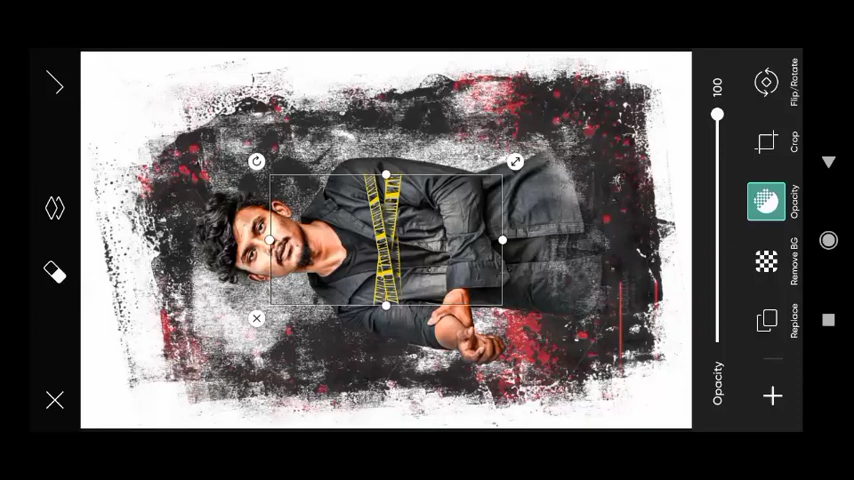 Flip/Rotate
Crop
Opacity
Remove BG
Replace
100
Opacity